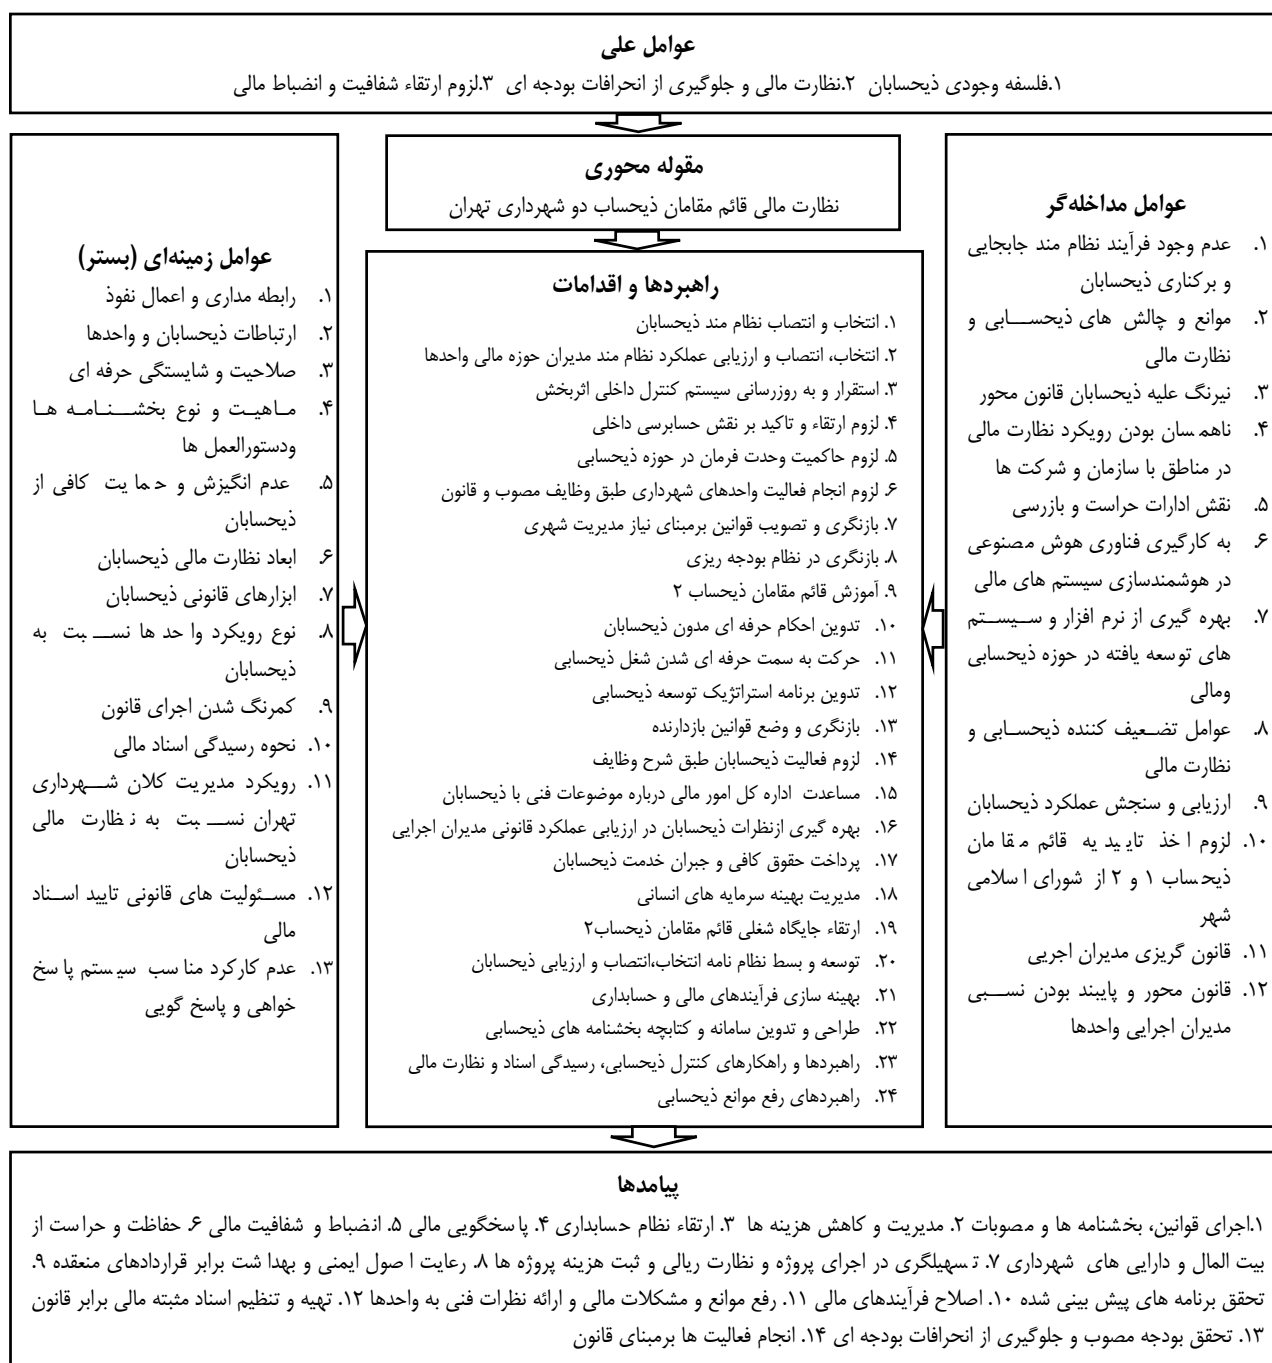 عوامل علی
۱.فلسفه وجودی ذیحسابان ۲.نظارت مالی و جلوگیری از انحرافات بودجه ای ۳.لزوم ارتقاء شفافیت و انضباط مالی
مقوله محوری
نظارت مالی قائم مقامان ذیحساب دو شهرداری تهران
عوامل مداخله‌گر
۱. عدم وجود فرآیند نظام مند جابجایی
و برکناری ذیحسابان
۲. موانع و چالش های ذیحسابی و
نظارت مالی
۳. نیرنگ علیه ذیحسابان قانون محور
۴. ناهمسان بودن رویکرد نظارت مالی
در مناطق با سازمان و شرکت ها
۵. نقش ادارات حراست و بازرسی
۶. به کارگیری فناوری هوش مصنوعی
در هوشمندسازی سیستم های مالی
۷. بهره گیری از نرم افزار و سیستم
های توسعه یافته در حوزه ذیحسابی
ومالی
۸. عوامل تضعیف کننده ذیحسابی و
نظارت مالی
۹. ارزیابی و سنجش عملکرد ذیحسابان
۱۰. لزوم اخذ تاییدیه قائم مقامان
ذیحساب ۱ و ۲ از شورای اسلامی
شهر
۱۱. قانون گریزی مدیران اجریی
۱۲. قانون محور و پایبند بودن نسبی
مدیران اجرایی واحدها
راهبردها و اقدامات
۱. انتخاب و انتصاب نظام مند ذیحسابان
۲. انتخاب، انتصاب و ارزیابی عملکرد نظام مند مدیران حوزه مالی واحدها
۳. استقرار و به روزرسانی سیستم کنترل داخلی اثربخش
۴. لزوم ارتقاء و تاکید بر نقش حسابرسی داخلی
۵. لزوم حاکمیت وحدت فرمان در حوزه ذیحسابی
۶. لزوم انجام فعالیت واحدهای شهرداری طبق وظایف مصوب و قانون
۷. بازنگری و تصویب قوانین برمبنای نیاز مدیریت شهری
۸. بازنگری در نظام بودجه ریزی
۹. آموزش قائم مقامان ذیحساب ۲
۱۰. تدوین احکام حرفه ای مدون ذیحسابان
۱۱. حرکت به سمت حرفه ای شدن شغل ذیحسابی
۱۲. تدوین برنامه استراتژیک توسعه ذیحسابی
۱۳. بازنگری و وضع قوانین بازدارنده
۱۴. لزوم فعالیت ذیحسابان طبق شرح وظایف
۱۵. مساعدت اداره کل امور مالی درباره موضوعات فنی با ذیحسابان
۱۶. بهره گیری ازنظرات ذیحسابان در ارزیابی عملکرد قانونی مدیران اجرایی
۱۷. پرداخت حقوق کافی و جبران خدمت ذیحسابان
۱۸. مدیریت بهینه سرمایه های انسانی
۱۹. ارتقاء جایگاه شغلی قائم مقامان ذیحساب۲
۲۰. توسعه و بسط نظام نامه انتخاب،انتصاب و ارزیابی ذیحسابان
۲۱. بهینه سازی فرآیندهای مالی و حسابداری
۲۲. طراحی و تدوین سامانه و کتابچه بخشنامه های ذیحسابی
۲۳. راهبردها و راهکارهای کنترل ذیحسابی، رسیدگی اسناد و نظارت مالی
۲۴. راهبردهای رفع موانع ذیحسابی
عوامل زمینه‌ای (بستر)
۱. رابطه مداری و اعمال نفوذ
۲. ارتباطات ذیحسابان و واحدها
۳. صلاحیت و شایستگی حرفه ای
۴. ماهیت و نوع بخشنامه ها
ودستورالعمل ها
۵. عدم انگیزش و حمایت کافی از
ذیحسابان
۶. ابعاد نظارت مالی ذیحسابان
۷. ابزارهای قانونی ذیحسابان
۸. نوع رویکرد واحدها نسبت به
ذیحسابان
۹. کمرنگ شدن اجرای قانون
۱۰. نحوه رسیدگی اسناد مالی
۱۱. رویکرد مدیریت کلان شهرداری
تهران نسبت به نظارت مالی
ذیحسابان
۱۲. مسئولیت های قانونی تایید اسناد
مالی
۱۳. عدم کارکرد مناسب سیستم پاسخ
خواهی و پاسخ گویی
پیامدها
۱.اجرای قوانین، بخشنامه ها و مصوبات ۲. مدیریت و کاهش هزینه ها ۳. ارتقاء نظام حسابداری ۴. پاسخگویی مالی ۵. انضباط و شفافیت مالی ۶. حفاظت و حراست از
بیت المال و دارایی های شهرداری ۷. تسهیلگری در اجرای پروژه و نظارت ریالی و ثبت هزینه پروژه ها ۸. رعایت اصول ایمنی و بهداشت برابر قراردادهای منعقده ۹.
تحقق برنامه های پیش بینی شده ۱۰. اصلاح فرآیندهای مالی ۱۱. رفع موانع و مشکلات مالی و ارائه نظرات فنی به واحدها ۱۲. تهیه و تنظیم اسناد مثبته مالی برابر قانون
۱۳. تحقق بودجه مصوب و جلوگیری از انحرافات بودجه ای ۱۴. انجام فعالیت ها برمبنای قانون